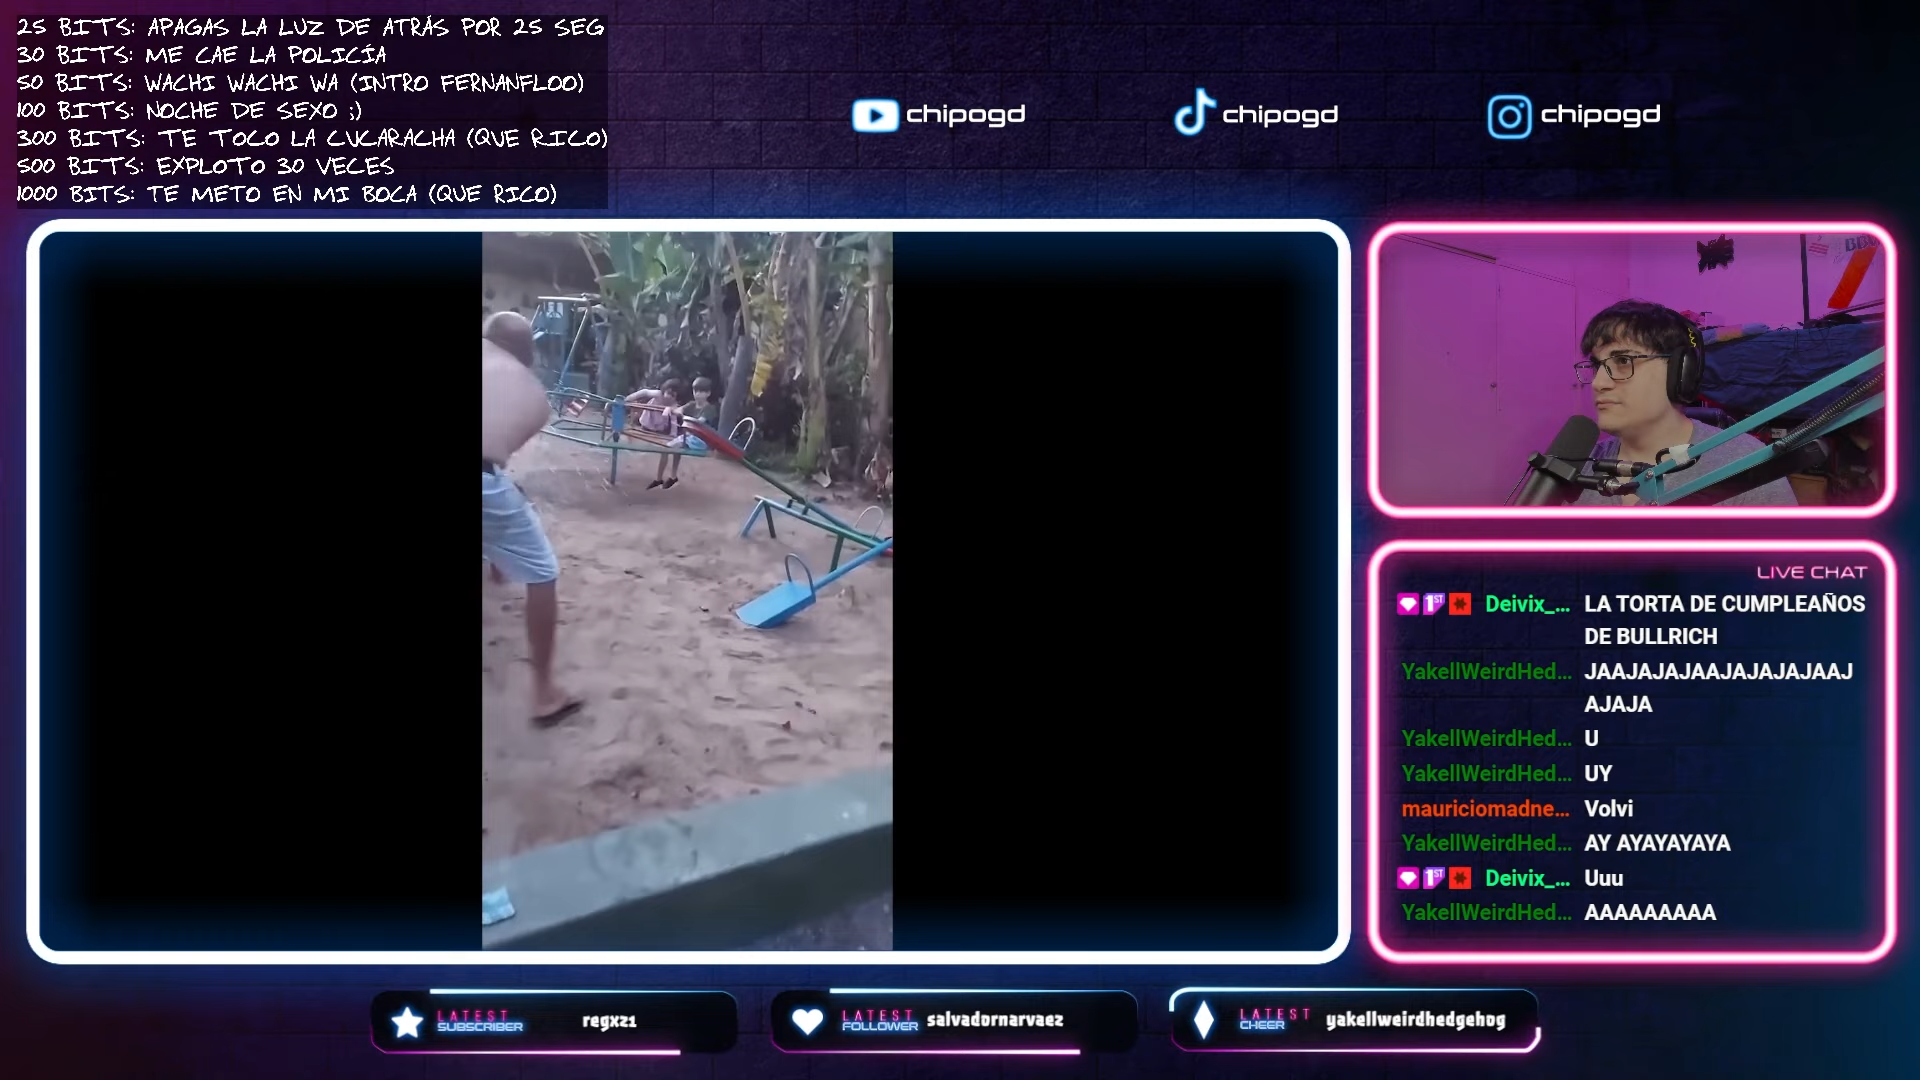 25 BITS: APAGAS LA LUZ DE ATRÁS POR 25 SEG
30 BITS: ME CAE LA POLICÍA
50 BITS: WACHI WACHI WA (INTRO FERNANFLOO)
100 BITS: NOCHE DE SEXO ;)
300 BITS: TE TOCO LA CUCARACHA (QUE RICO)
500 BITS: EXPLOTO 30 VECES
1000 BITS: TE METO EN MI BOCA (QUE RICO)
chipogd
chipogd
chipogd
LIVE CHAT
Deivix_... LA TORTA DE CUMPLEAÑOS
DE BULLRICH
YakellWeirdHed... JAAJAJAJAAJAJAJAJAAJ
AJAJA
YakellWeirdHed... U
YakellWeirdHed... UY
mauriciomadne... Volvi
YakellWeirdHed... AY AYAYAYAYA
Deivix_... Uuu
YakellWeirdHed... AAAAAAAAA
LATEST
SUBSCRIBER
regxz1
LATEST
FOLLOWER
salvadornarvaez
LATEST
CHEER
yakellweirdhedgehog